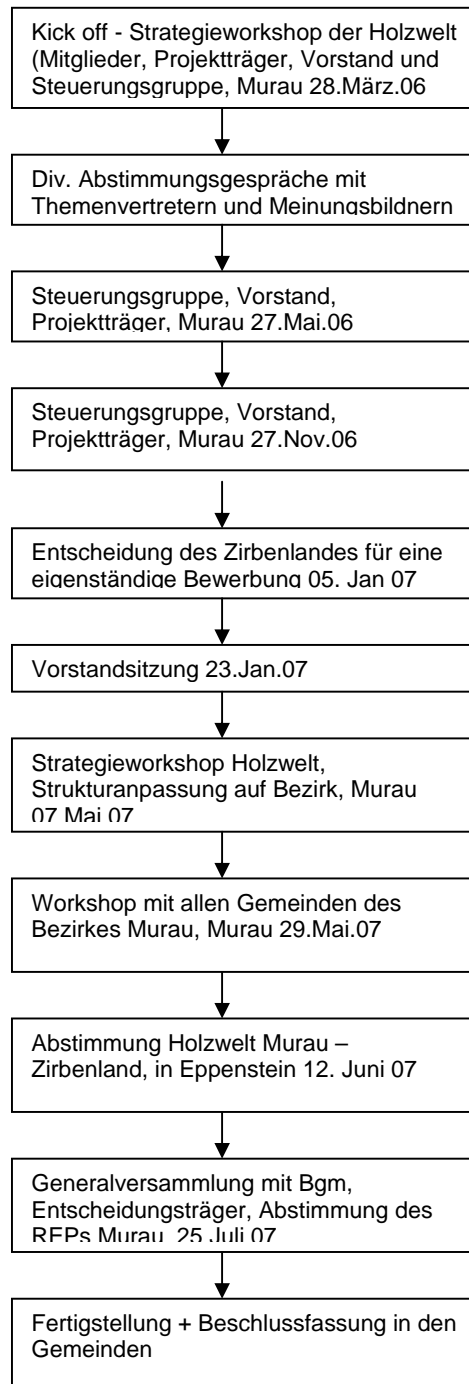 Kick off - Strategieworkshop der Holzwelt
(Mitglieder, Projektträger, Vorstand und
Steuerungsgruppe, Murau 28.März.06
Div. Abstimmungsgespräche mit
Themenvertretern und Meinungsbildnern
Steuerungsgruppe, Vorstand,
Projektträger, Murau 27.Mai.06
Steuerungsgruppe, Vorstand,
Projektträger, Murau 27.Nov.06
Entscheidung des Zirbenlandes für eine
eigenständige Bewerbung 05. Jan 07
Vorstandsitzung 23.Jan.07
Strategieworkshop Holzwelt,
Strukturanpassung auf Bezirk, Murau
07.Mai.07
Workshop mit allen Gemeinden des
Bezirkes Murau, Murau 29.Mai.07
Abstimmung Holzwelt Murau –
Zirbenland, in Eppenstein 12. Juni 07
Generalversammlung mit Bgm,
Entscheidungsträger, Abstimmung des
REPs Murau, 25.Juli.07
Fertigstellung + Beschlussfassung in den
Gemeinden